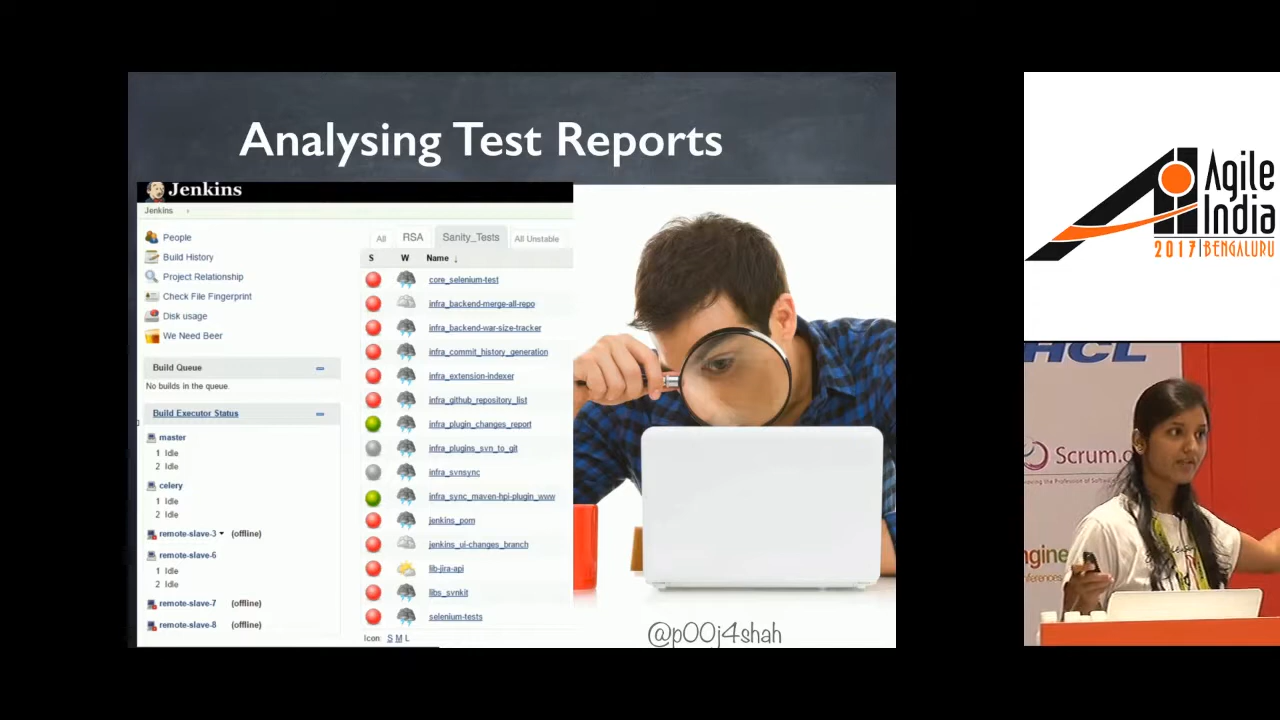 Analysing Test Reports
Jenkins
Jenkins
People
Build History
Project Relationship
Check File Fingerprint
Disk usage
We Need Beer
Build Queue
No builds in the queue.
Build Executor Status
master
1 Idle
2 Idle
celery
1 Idle
2 Idle
remote-slave-3 (offline)
remote-slave-6
1 Idle
2 Idle
remote-slave-7 (offline)
remote-slave-8 (offline)
All RSA Sanity_Tests All Unstable
S W Name ↓
core_selenium-test
infra_backend-merge-all-repo
infra_backend-war-size-tracker
infra_commit_history_generation
infra_extension-indexer
infra_github_repository_list
infra_plugin_changes_report
infra_plugins_svn_to_git
infra_svnsync
infra_sync_maven-hpi-plugin_www
jenkins_pom
jenkins_ui-changes_branch
lib-jira-api
libs_svnkit
selenium-tests
Icon: S M L
@p00j4shah
Agile
India
2017 | BENGALURU
HCL
Scrum.o